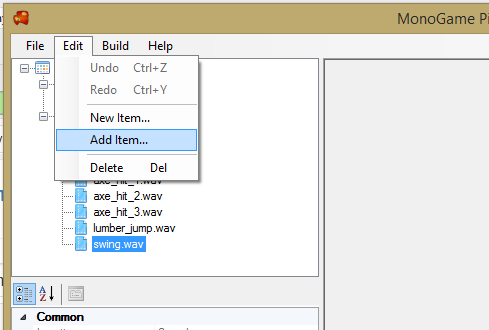 MonoGame Pi
File Edit Build Help
Undo Ctrl+Z
Redo Ctrl+Y
New Item...
Add Item...
Delete Del
axe_hit_1.wav
axe_hit_2.wav
axe_hit_3.wav
lumber_jump.wav
swing.wav
Common